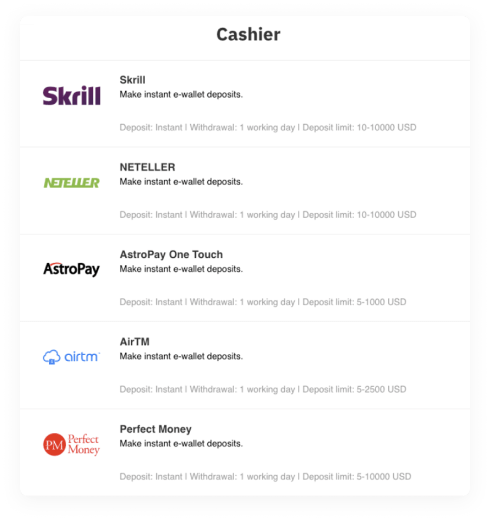 Cashier
Skrill
Skrill
Make instant e-wallet deposits.
Deposit: Instant | Withdrawal: 1 working day | Deposit limit: 10-10000 USD
NETELLER
NETELLER
Make instant e-wallet deposits.
Deposit: Instant | Withdrawal: 1 working day | Deposit limit: 10-10000 USD
AstroPay
AstroPay One Touch
Make instant e-wallet deposits.
Deposit: Instant | Withdrawal: 1 working day | Deposit limit: 5-1000 USD
airtm
AirTM
Make instant e-wallet deposits.
Deposit: Instant | Withdrawal: 1 working day | Deposit limit: 5-2500 USD
PM Perfect
Money
Perfect Money
Make instant e-wallet deposits.
Deposit: Instant | Withdrawal: 1 working day | Deposit limit: 5-10000 USD